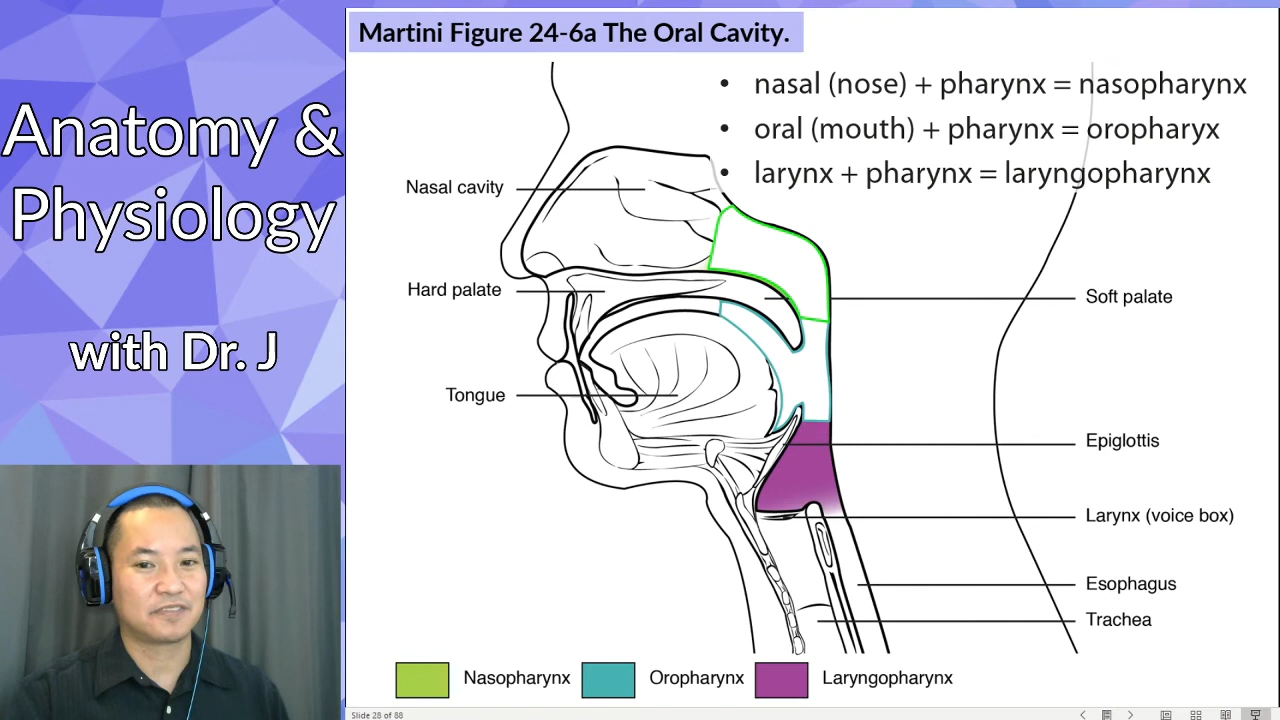 Anatomy &
Physiology
with Dr. J
Martini Figure 24-6a The Oral Cavity.
• nasal (nose) + pharynx = nasopharynx
• oral (mouth) + pharynx = oropharyx
• larynx + pharynx = laryngopharynx
Nasal cavity
Hard palate
Soft palate
Tongue
Epiglottis
Larynx (voice box)
Esophagus
Trachea
Nasopharynx
Oropharynx
Laryngopharynx
Slide 28 of 88